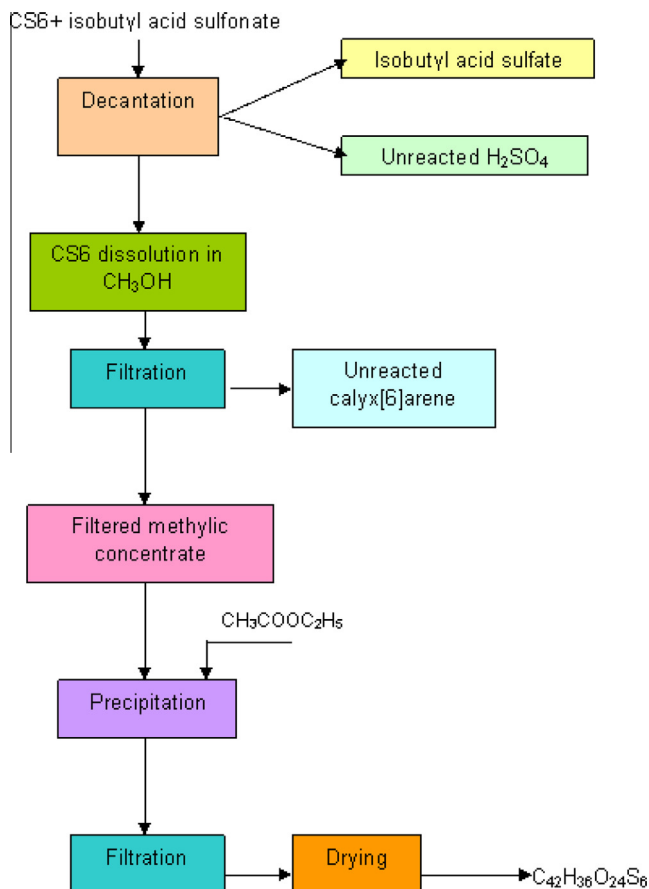 CS6+ isobutyl acid sulfonate
Isobutyl acid sulfate
Decantation
Unreacted H₂SO₄
CS6 dissolution in
CH₃OH
Filtration
Unreacted
calyx[6]arene
Filtered methylic
concentrate
CH₃COOC₂H₅
Precipitation
Filtration
Drying
C₄₂H₃₆O₂₄S₆